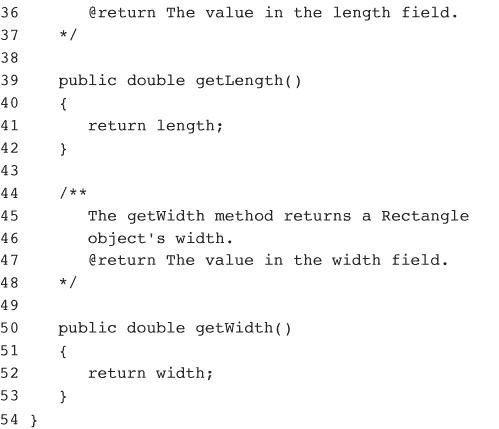 36       @return The value in the length field.
37    */
38
39    public double getLength()
40    {
41       return length;
42    }
43
44    /**
45       The getWidth method returns a Rectangle
46       object's width.
47       @return The value in the width field.
48    */
49
50    public double getWidth()
51    {
52       return width;
53    }
54 }